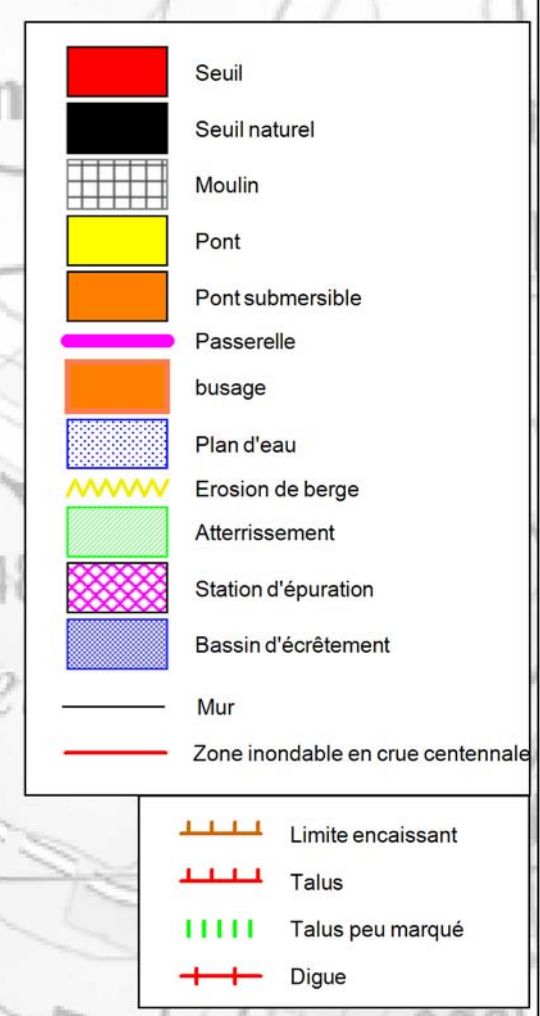 Seuil
Seuil naturel
Moulin
Pont
Pont submersible
Passerelle
busage
Plan d'eau
Erosion de berge
Atterrissement
Station d'épuration
Bassin d'écrêtement
Mur
Zone inondable en crue centennale
Limite encaissant
Talus
Talus peu marqué
Digue